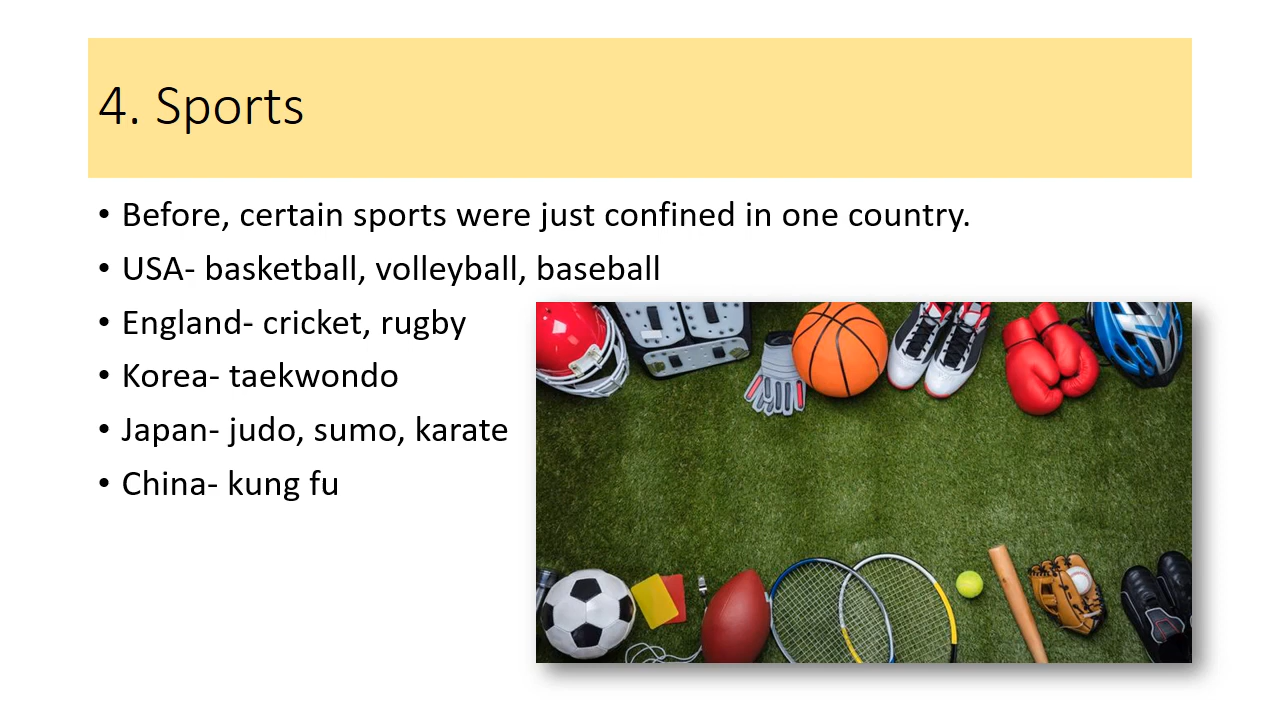 4. Sports
• Before, certain sports were just confined in one country.
• USA- basketball, volleyball, baseball
• England- cricket, rugby
• Korea- taekwondo
• Japan- judo, sumo, karate
• China- kung fu